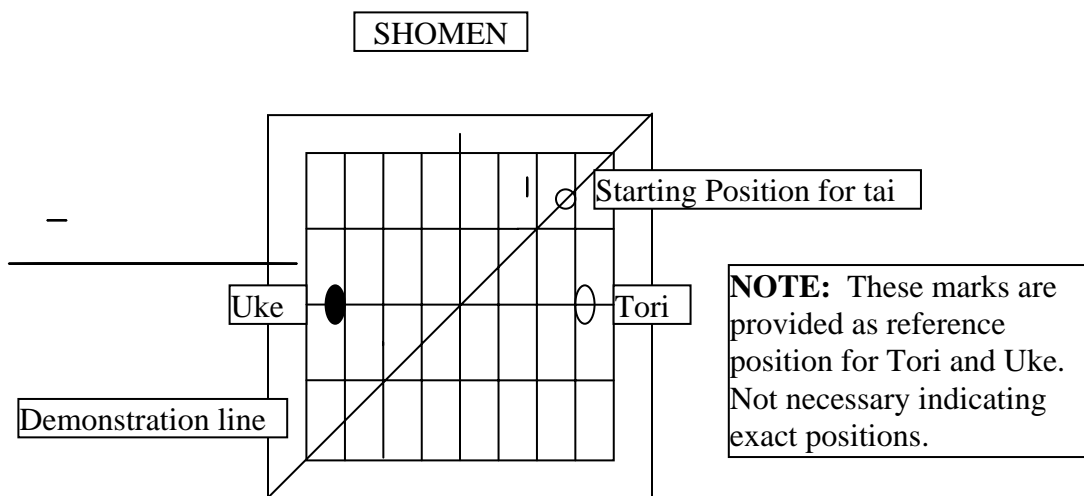 SHOMEN
Starting Position for tai
Uke
Tori
NOTE: These marks are
provided as reference
position for Tori and Uke.
Not necessary indicating
exact positions.
Demonstration line